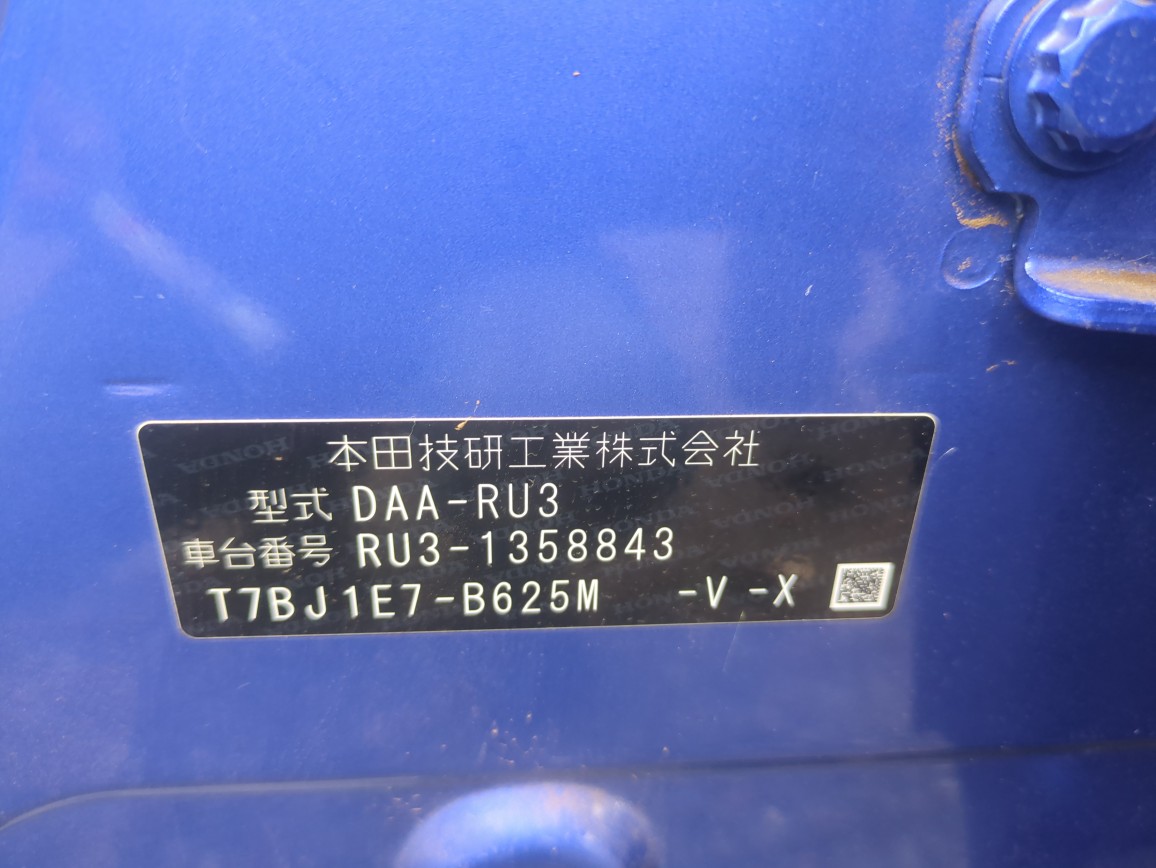 本田技研工業株式会社
型式 DAA-RU3
車台番号 RU3-1358843
T7BJ1E7-B625M -V -X